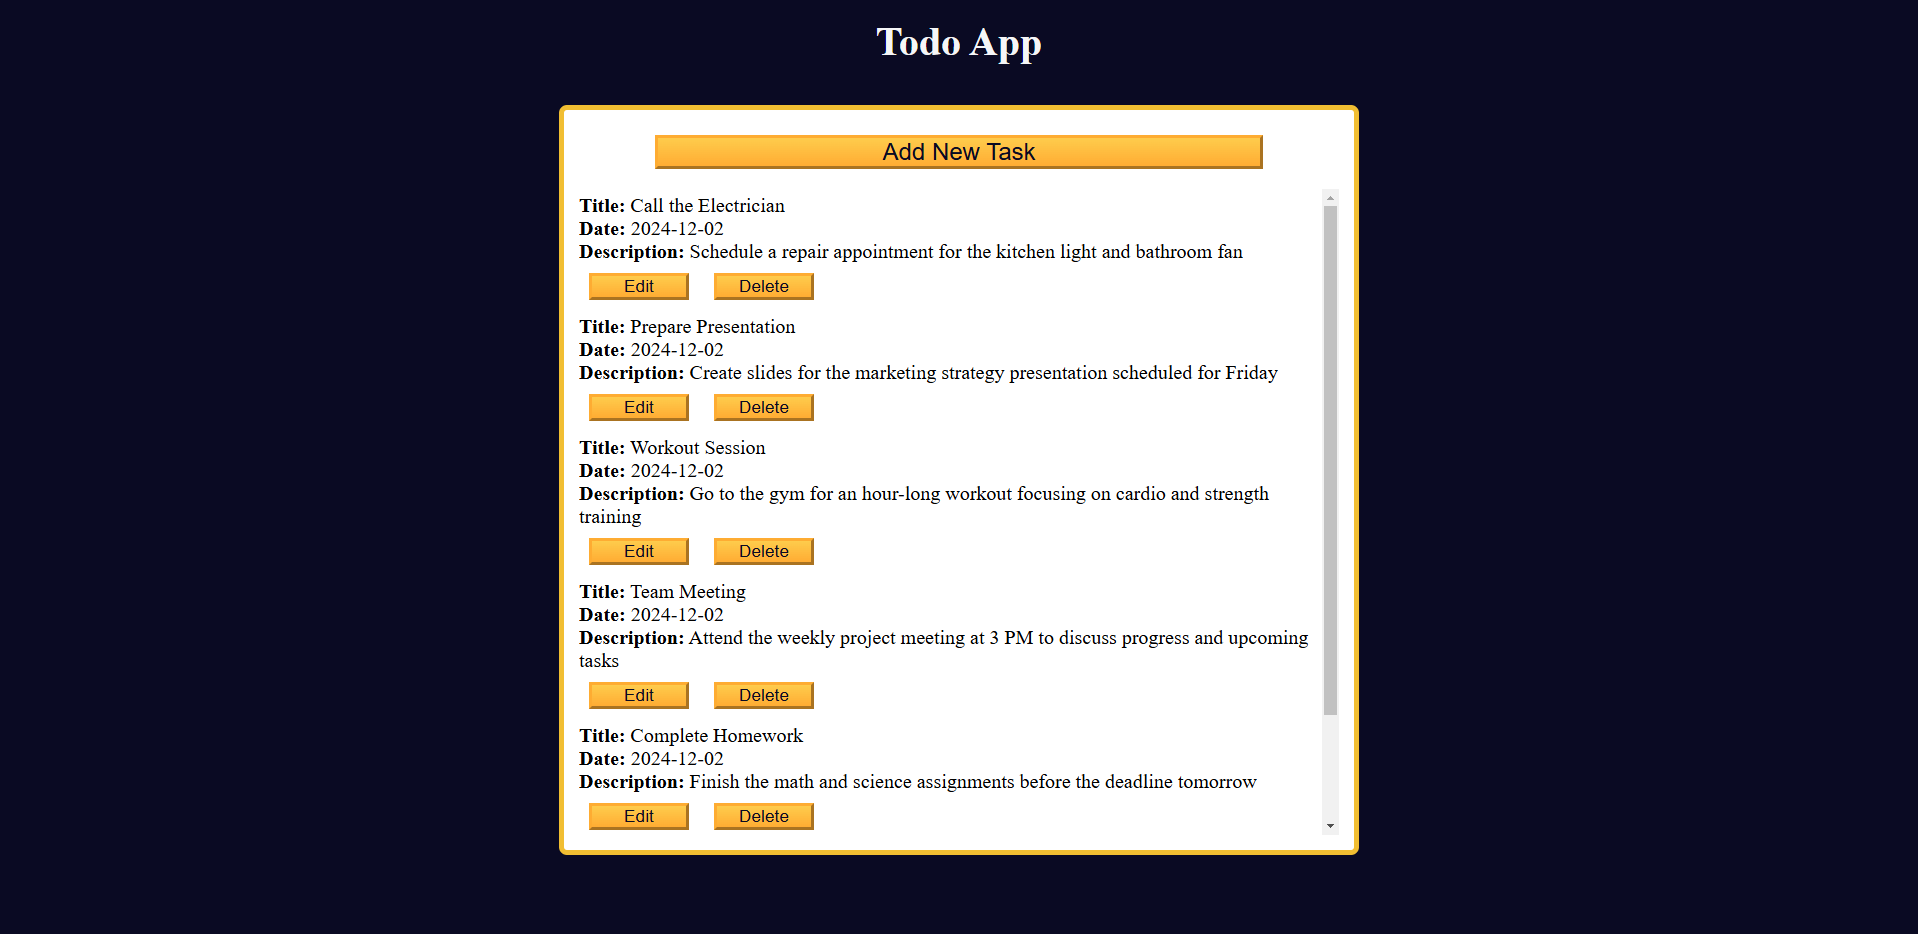 Todo App
Add New Task
Title: Call the Electrician
Date: 2024-12-02
Description: Schedule a repair appointment for the kitchen light and bathroom fan
Edit Delete
Title: Prepare Presentation
Date: 2024-12-02
Description: Create slides for the marketing strategy presentation scheduled for Friday
Edit Delete
Title: Workout Session
Date: 2024-12-02
Description: Go to the gym for an hour-long workout focusing on cardio and strength
training
Edit Delete
Title: Team Meeting
Date: 2024-12-02
Description: Attend the weekly project meeting at 3 PM to discuss progress and upcoming
tasks
Edit Delete
Title: Complete Homework
Date: 2024-12-02
Description: Finish the math and science assignments before the deadline tomorrow
Edit Delete